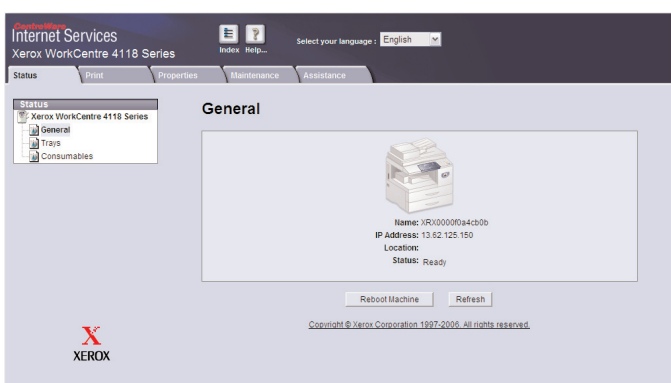 CentreWare
Internet Services
Xerox WorkCentre 4118 Series
Index Help...
Select your language : English
Status Print Properties Maintenance Assistance
Status
Xerox WorkCentre 4118 Series
General
Trays
Consumables
General
Name: XRX0000f0a4cb0b
IP Address: 13.62.125.150
Location:
Status: Ready
Reboot Machine Refresh
Copyright © Xerox Corporation 1997-2006. All rights reserved.
X
XEROX